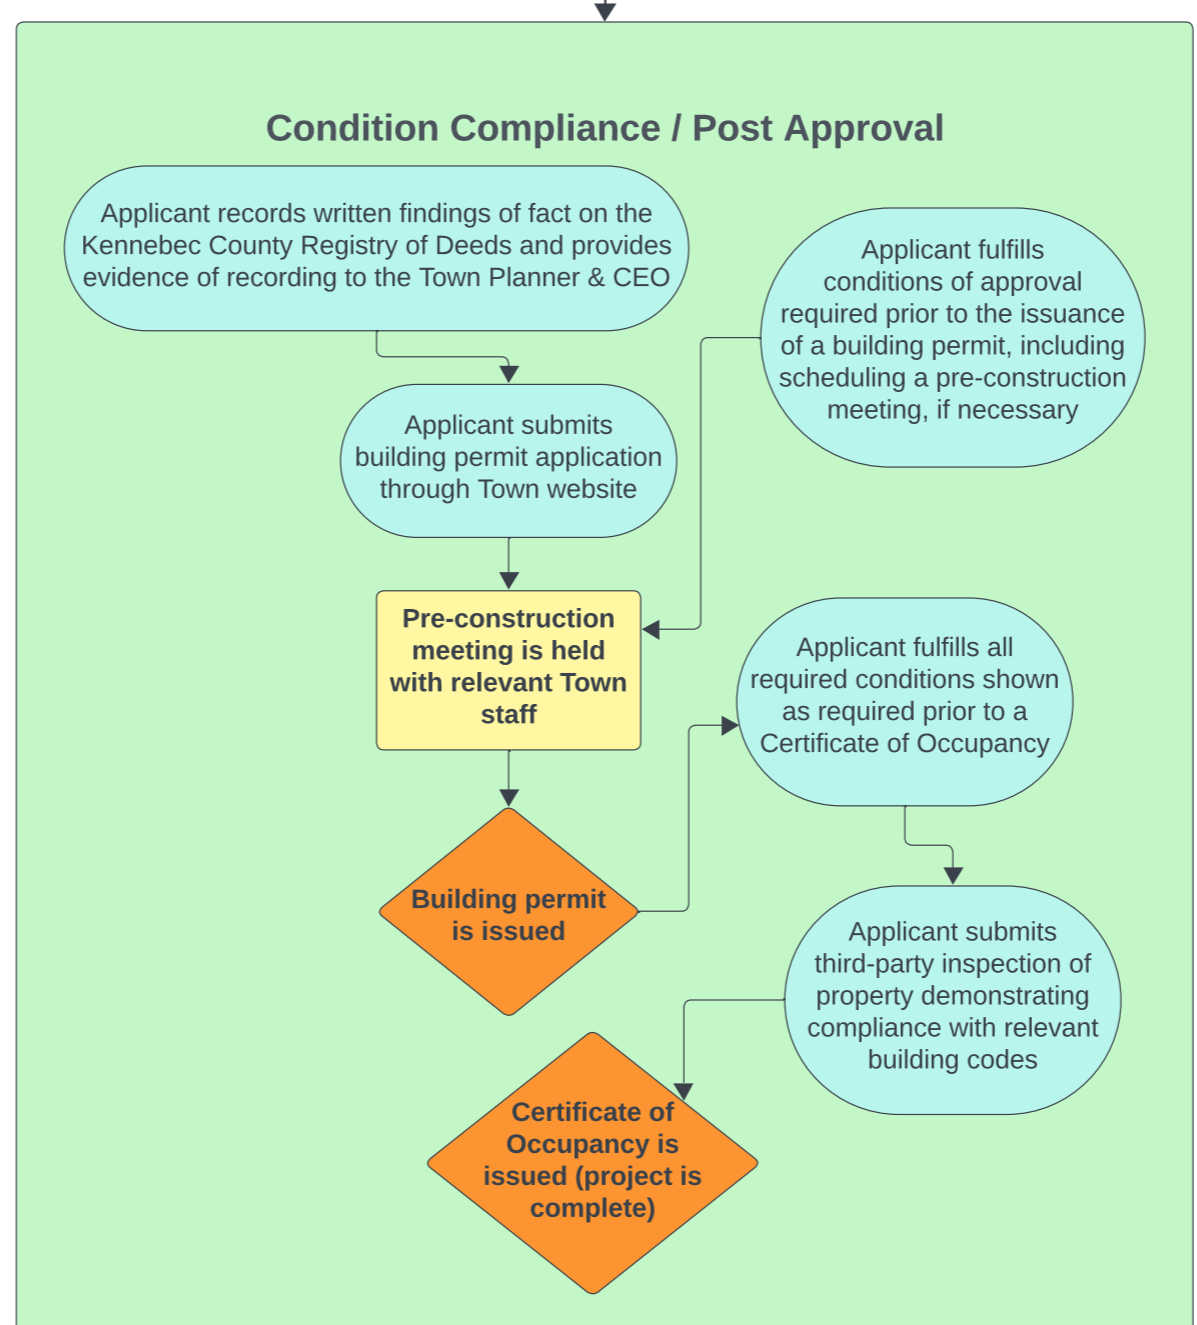 Condition Compliance / Post Approval
Applicant records written findings of fact on the
Kennebec County Registry of Deeds and provides
evidence of recording to the Town Planner & CEO
Applicant fulfills
conditions of approval
required prior to the issuance
of a building permit, including
scheduling a pre-construction
meeting, if necessary
Applicant submits
building permit application
through Town website
Pre-construction
meeting is held
with relevant Town
staff
Applicant fulfills all
required conditions shown
as required prior to a
Certificate of Occupancy
Building permit
is issued
Applicant submits
third-party inspection of
property demonstrating
compliance with relevant
building codes
Certificate of
Occupancy is
issued (project is
complete)